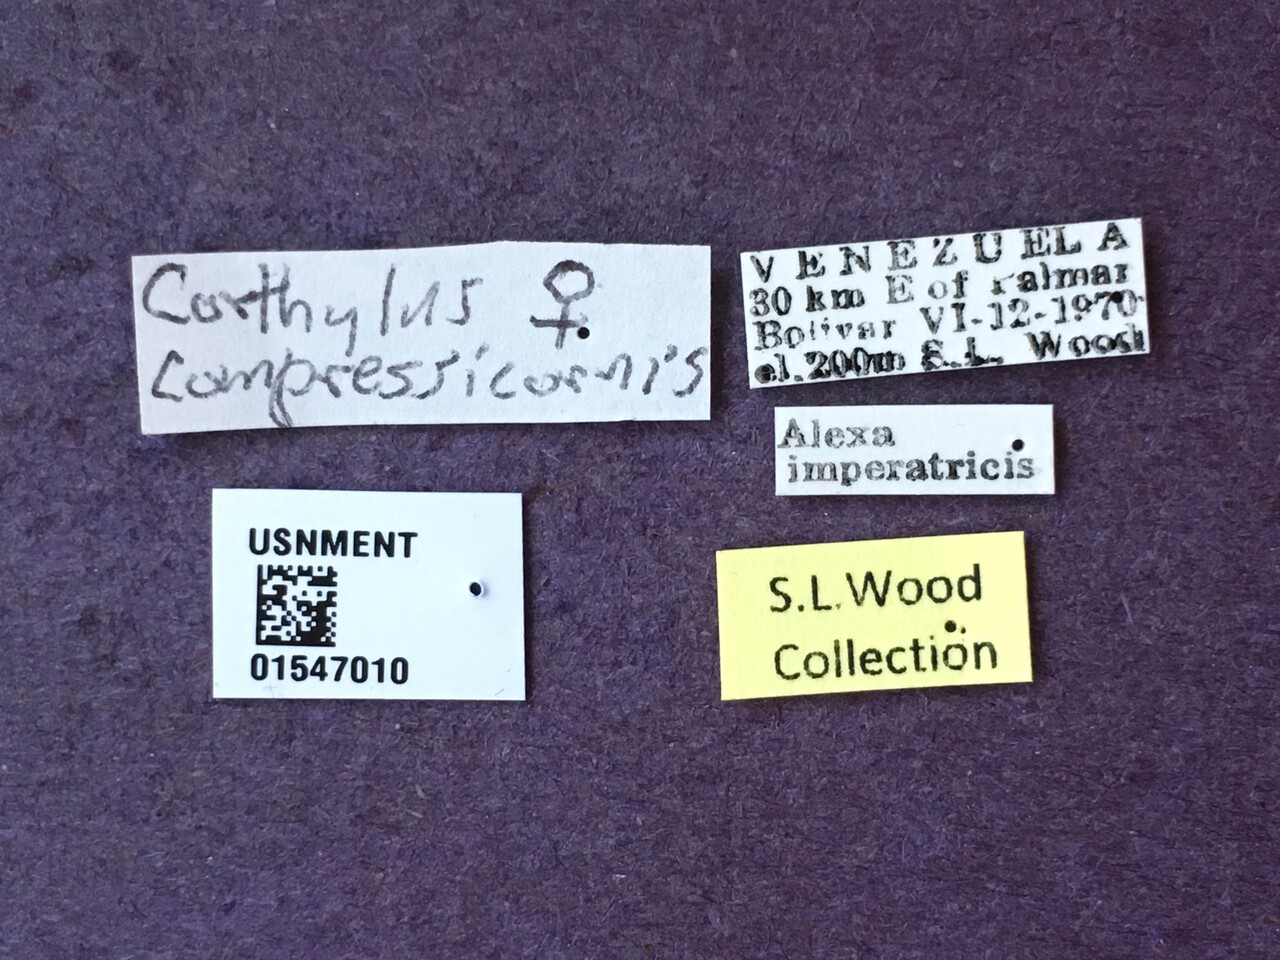 Corthylus ♀
compressicornis
VENEZUELA
30 km E of Palmar
Bolivar VI-12-1970
el.200m S.L. Wood
Alexa
imperatricis
USNMENT
01547010
S.L.Wood
Collection